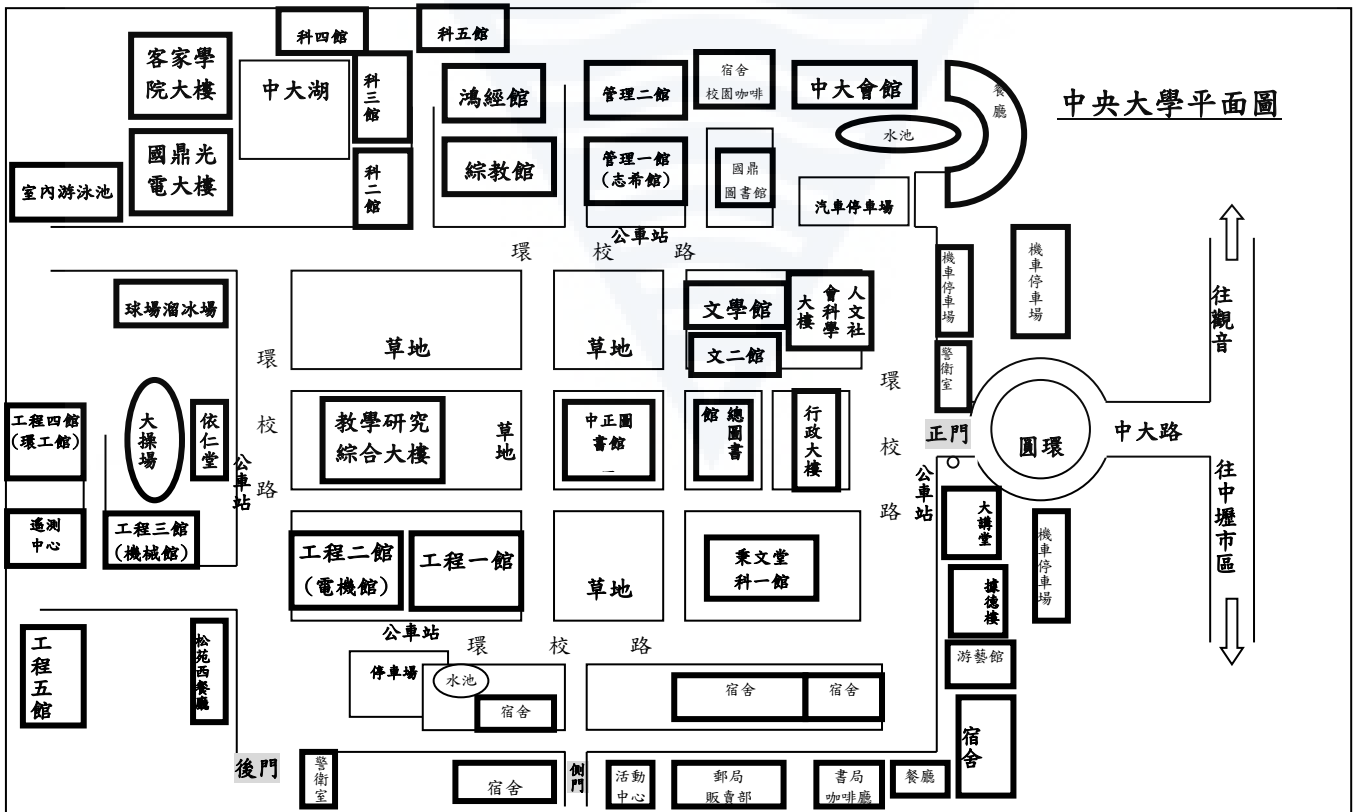 中央大學平面圖
科四館
科五館
客家學
院大樓
中大湖
科三館
鴻經館
管理二館
宿舍
校園咖啡
中大會館
餐廳
水池
國鼎光
電大樓
室內游泳池
科二館
綜教館
管理一館
(志希館)
國鼎
圖書館
汽車停車場
公車站
環 校 路
機車停車場
機車停車場
往觀音
球場溜冰場
草地
草地
文學館
人文社
會科學
大樓
文二館
環校路
環校路
警衛室
工程四館
(環工館)
大操場
依仁堂
公車站
教學研究
綜合大樓
草地
中正圖
書館
總圖書
館
行政大樓
正門
圓環
中大路
公車站
往中壢市區
遙測
中心
工程三館
(機械館)
工程二館
(電機館)
工程一館
草地
秉文堂
科一館
大講堂
機車停車場
據德樓
公車站
環 校 路
工程五館
松苑西餐廳
停車場
水池
宿舍
宿舍
宿舍
游藝館
宿舍
後門
警衛室
宿舍
側門
活動
中心
郵局
販賣部
書局
咖啡廳
餐廳